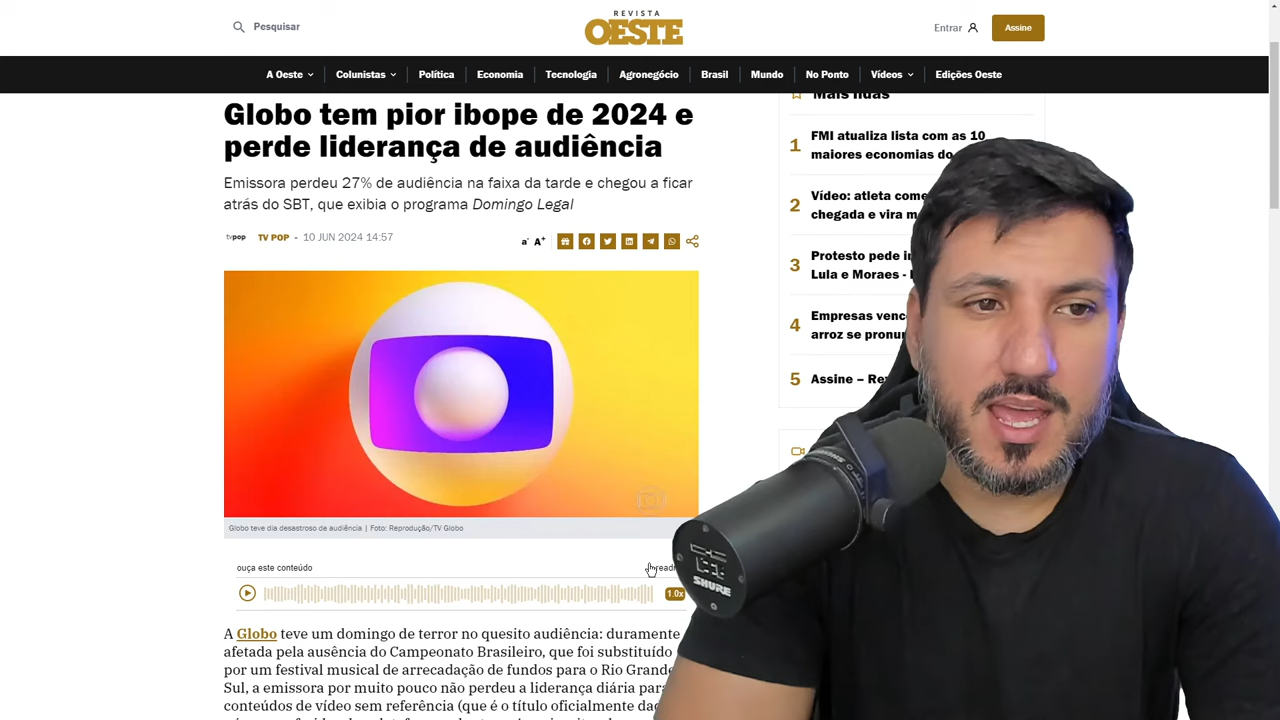 REVISTA
OESTE
Pesquisar
Entrar
Assine
A Oeste
Colunistas
Política
Economia
Tecnologia
Agronegócio
Brasil
Mundo
No Ponto
Vídeos
Edições Oeste
Globo tem pior ibope de 2024 e
perde liderança de audiência
Emissora perdeu 27% de audiência na faixa da tarde e chegou a ficar
atrás do SBT, que exibia o programa Domingo Legal
tvpop
TV POP - 10 JUN 2024 14:57
a- A+
Globo teve dia desastroso de audiência | Foto: Reprodução/TV Globo
ouça este conteúdo
1.0x
A Globo teve um domingo de terror no quesito audiência: duramente
afetada pela ausência do Campeonato Brasileiro, que foi substituído
por um festival musical de arrecadação de fundos para o Rio Grande
Sul, a emissora por muito pouco não perdeu a liderança diária para
conteúdos de vídeo sem referência (que é o título oficialmente
Mais lidas
1 FMI atualiza lista com as 10
maiores economias do
2 Vídeo: atleta
chegada e vira
3 Protesto pede
Lula e Moraes -
4 Empresas
arroz se
5 Assine –
SHURE